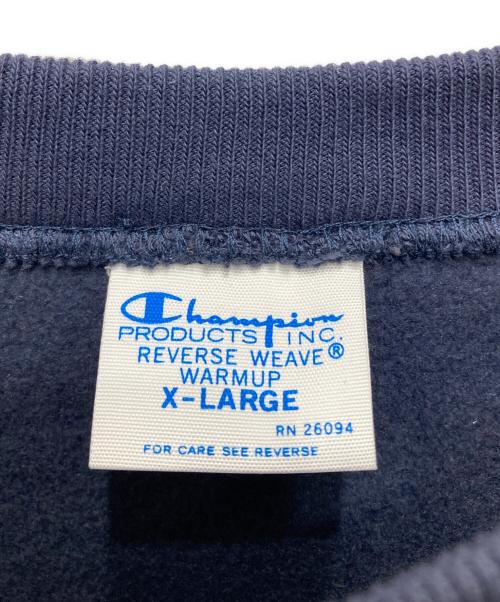 Champion
PRODUCTS INC.
REVERSE WEAVE®
WARMUP
X-LARGE
RN 26094
FOR CARE SEE REVERSE